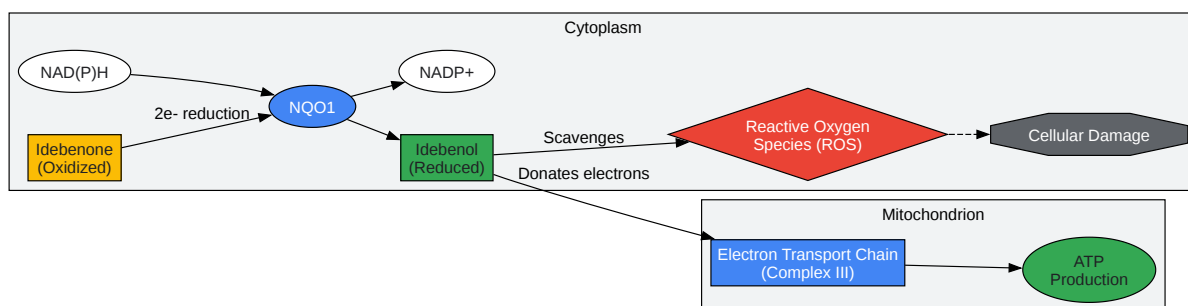 Cytoplasm
NAD(P)H
NADP+
NQO1
2e- reduction
Idebenone
(Oxidized)
Idebenol
(Reduced)
Scavenges
Reactive Oxygen
Species (ROS)
Cellular Damage
Donates electrons
Mitochondrion
Electron Transport Chain
(Complex III)
ATP
Production